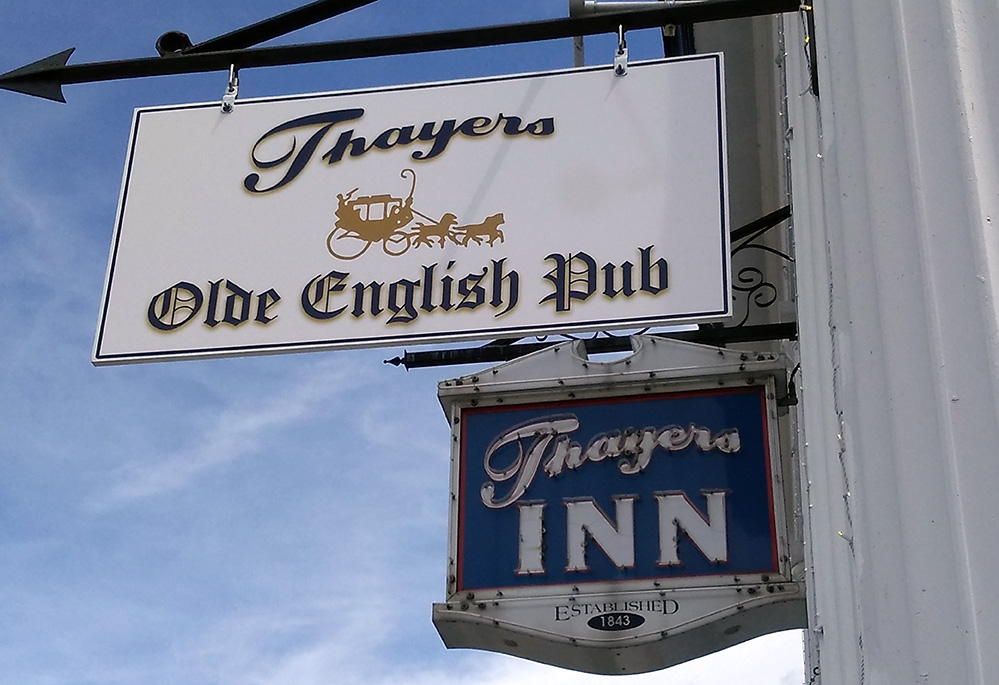 Thayers
Olde English Pub
Thayers
INN
ESTABLISHED
1843